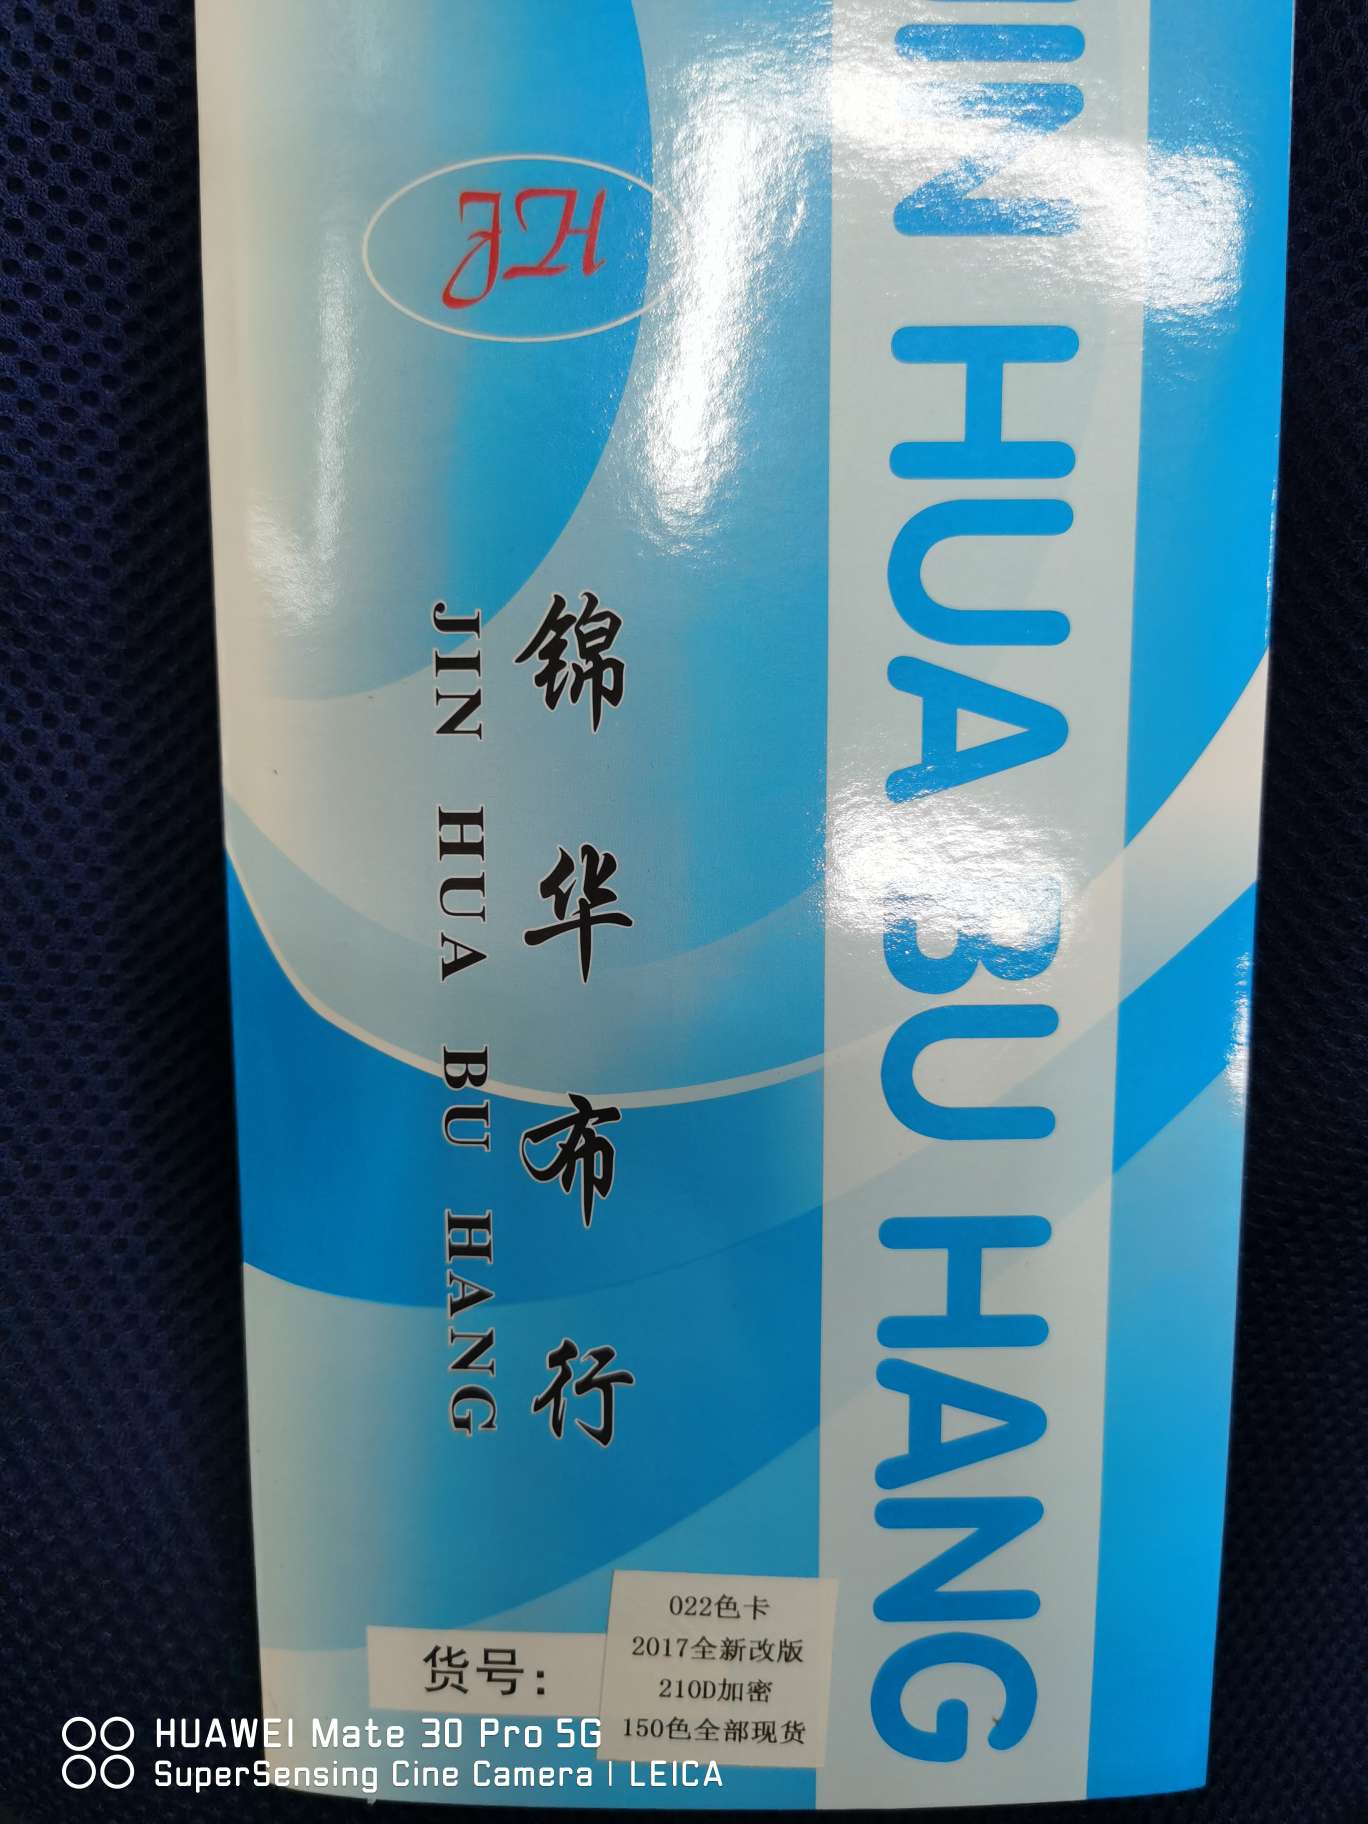 JH
锦华布行
JIN HUA BU HANG
JIN HUA BU HANG
货号:
022色卡
2017全新改版
210D加密
150色全部现货
HUAWEI Mate 30 Pro 5G
SuperSensing Cine Camera | LEICA